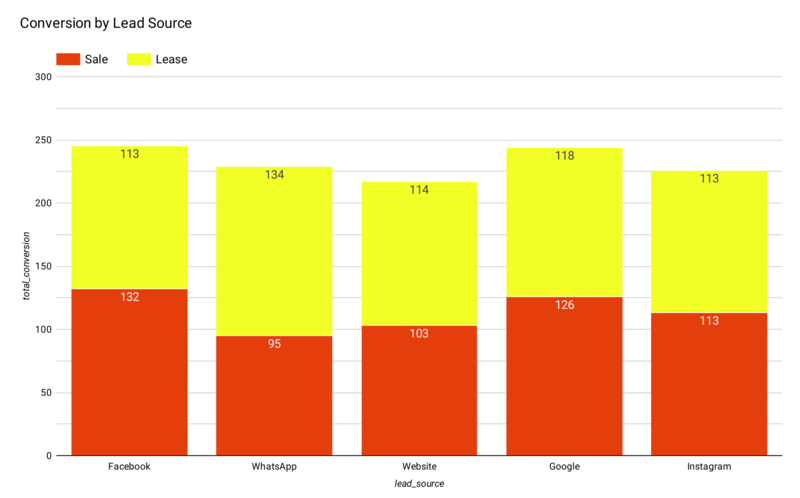 Conversion by Lead Source
Sale Lease
300
250
200
150
100
50
0
total_conversion
113 134 114 118 113
132 95 103 126 113
Facebook WhatsApp Website Google Instagram
lead_source